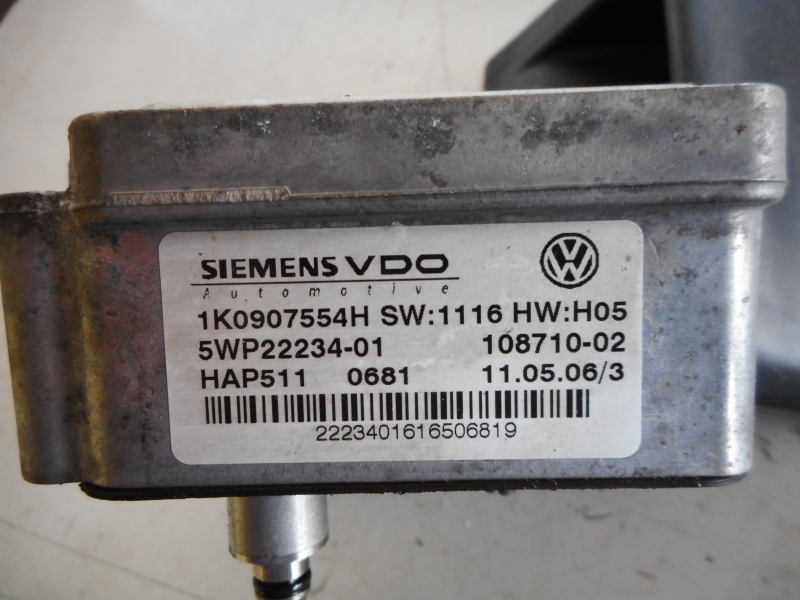 SIEMENS VDO
Automotive
1K0907554H SW:1116 HW:H05
5WP22234-01 108710-02
HAP511 0681 11.05.06/3
2223401616506819